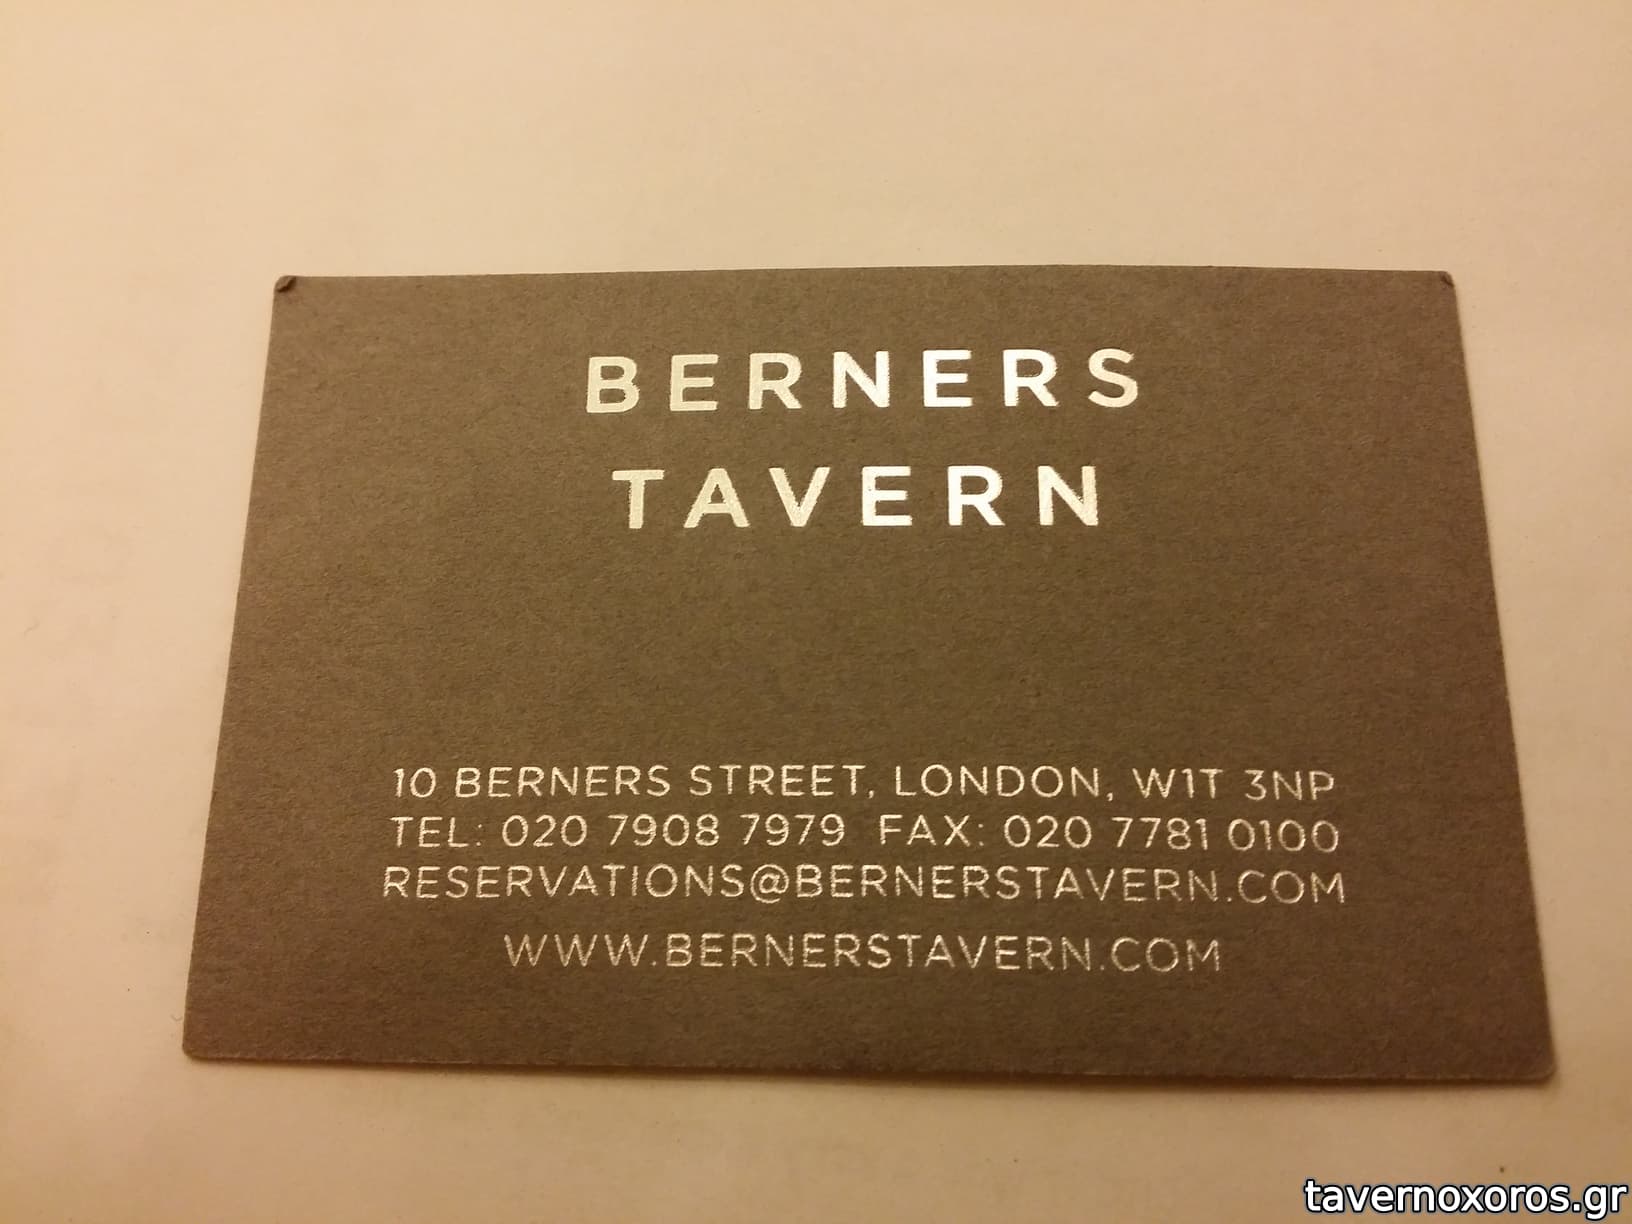 BERNERS
TAVERN
10 BERNERS STREET, LONDON, W1T 3NP
TEL: 020 7908 7979 FAX: 020 7781 0100
RESERVATIONS@BERNERSTAVERN.COM
WWW.BERNERSTAVERN.COM
tavernoxoros.gr